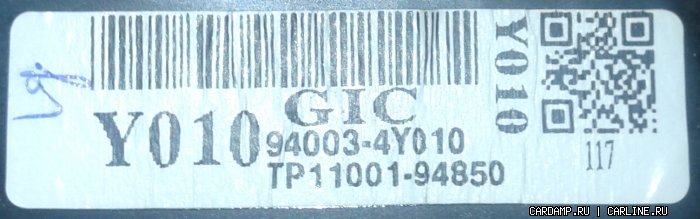 GIC
Y010
94003-4Y010
TP11001-94850
Y010
117
CARDAMP.RU | CARLINE.RU